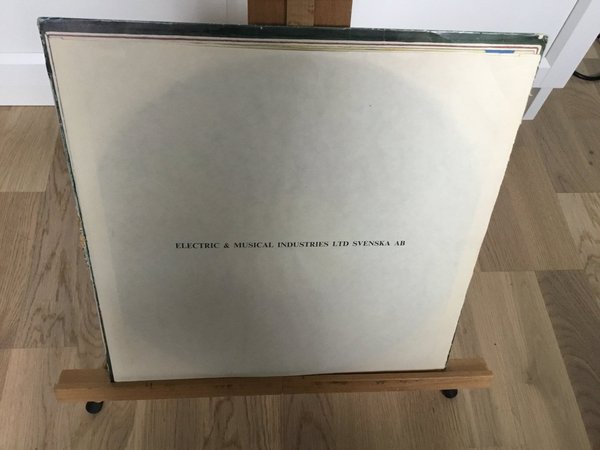 ELECTRIC & MUSICAL INDUSTRIES LTD SVENSKA AB